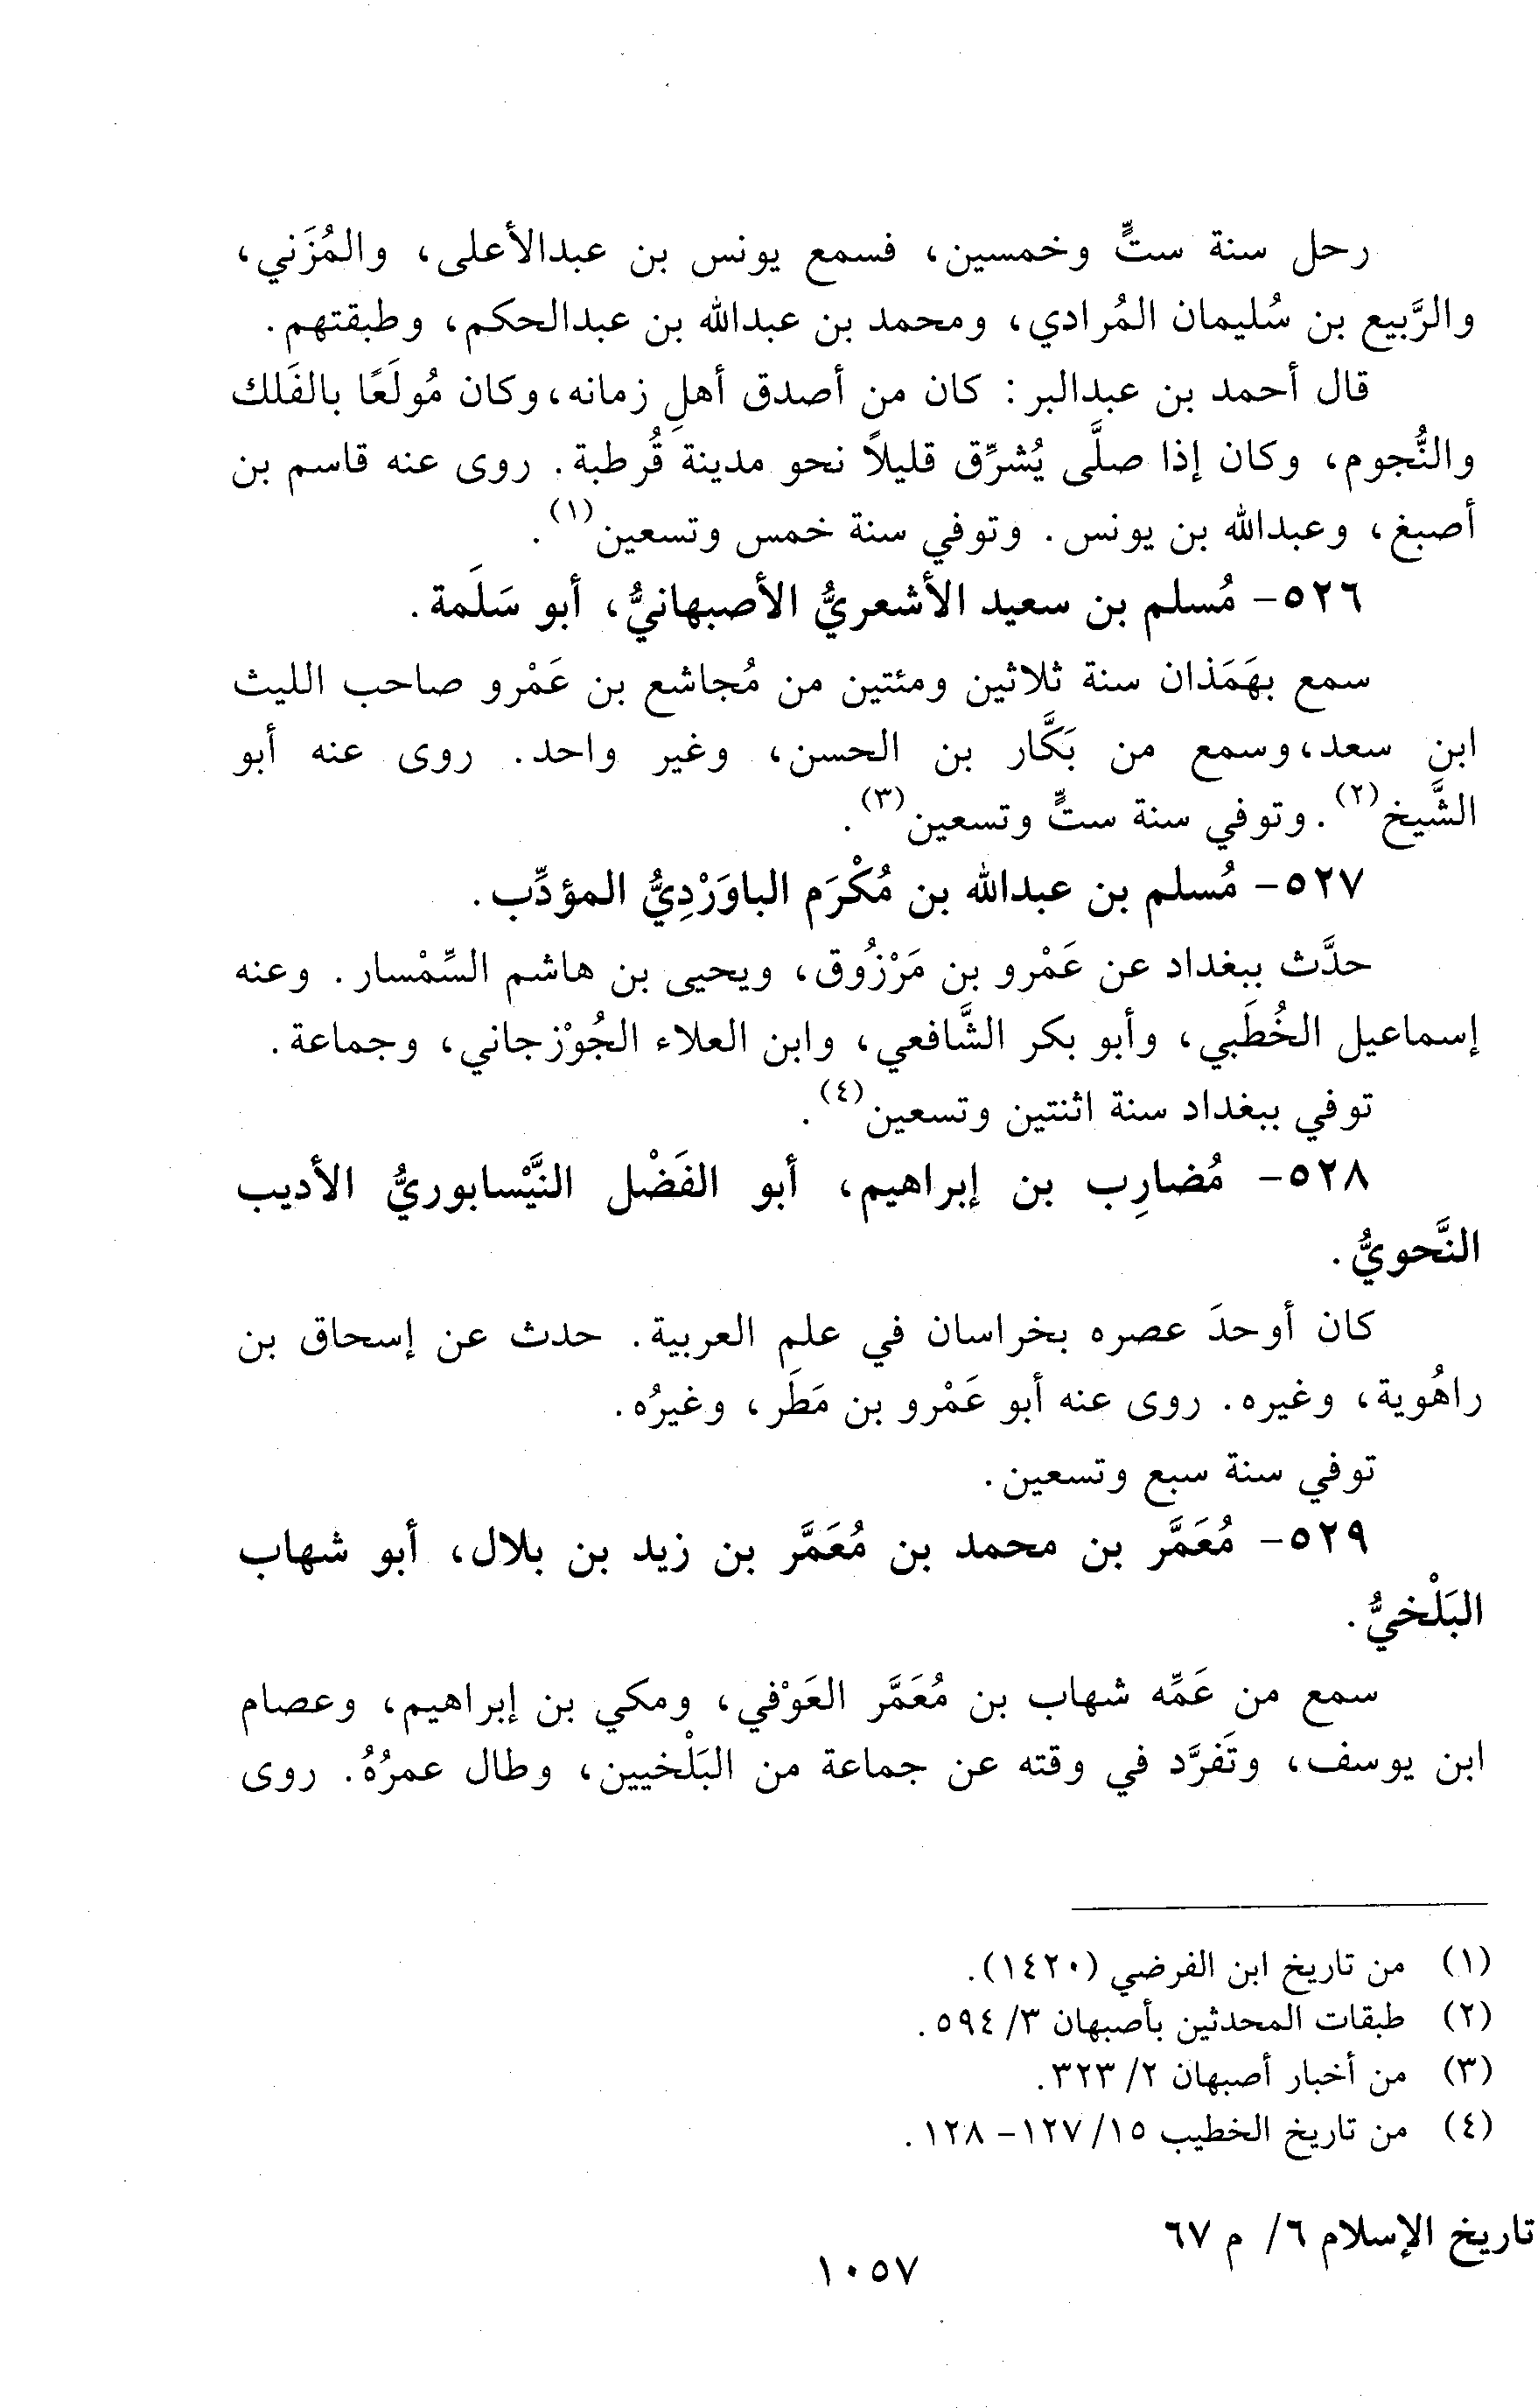 رحل سنة ستٍّ وخمسين، فسمع يونس بن عبدالأعلى، والمُزَني،
والرَّبيع بن سُليمان المُرادي، ومحمد بن عبدالله بن عبدالحكم، وطبقتهم.
قال أحمد بن عبدالبر: كان من أصدق أهلِ زمانه، وكان مُولَعًا بالفَلك
والنُّجوم، وكان إذا صلَّى يُشرِّق قليلاً نحو مدينة قُرطبة. روى عنه قاسم بن
أصبغ، وعبدالله بن يونس. وتوفي سنة خمس وتسعين(١).
٥٢٦- مُسلم بن سعيد الأشعريُّ الأصبهانيُّ، أبو سَلَمة.
سمع بهَمَذان سنة ثلاثين ومئتين من مُجاشع بن عَمْرو صاحب الليث
ابن سعد، وسمع من بَكَّار بن الحسن، وغير واحد. روى عنه أبو
الشَّيخ(٢). وتوفي سنة ستٍّ وتسعين(٣).
٥٢٧- مُسلم بن عبدالله بن مُكْرَم الباوَرْدِيُّ المؤدِّب.
حدَّث ببغداد عن عَمْرو بن مَرْزُوق، ويحيى بن هاشم السِّمْسار. وعنه
إسماعيل الخُطَبي، وأبو بكر الشَّافعي، وابن العلاء الجُوْزجاني، وجماعة.
توفي ببغداد سنة اثنتين وتسعين(٤).
٥٢٨- مُضارِب بن إبراهيم، أبو الفَضْل النَّيْسابوريُّ الأديب
النَّحويُّ.
كان أوحدَ عصره بخراسان في علم العربية. حدث عن إسحاق بن
راهُوية، وغيره. روى عنه أبو عَمْرو بن مَطَر، وغيرُه.
توفي سنة سبع وتسعين.
٥٢٩- مُعَمَّر بن محمد بن مُعَمَّر بن زيد بن بلال، أبو شهاب
البَلْخيُّ.
سمع من عَمِّه شهاب بن مُعَمَّر العَوْفي، ومكي بن إبراهيم، وعصام
ابن يوسف، وتَفرَّد في وقته عن جماعة من البَلْخيين، وطال عمرُهُ. روى
(١) من تاريخ ابن الفرضي (١٤٢٠).
(٢) طبقات المحدثين بأصبهان ٣/ ٥٩٤.
(٣) من أخبار أصبهان ٢/ ٣٢٣.
(٤) من تاريخ الخطيب ١٥/ ١٢٧- ١٢٨.
تاريخ الإسلام ٦/ م ٦٧
١٠٥٧